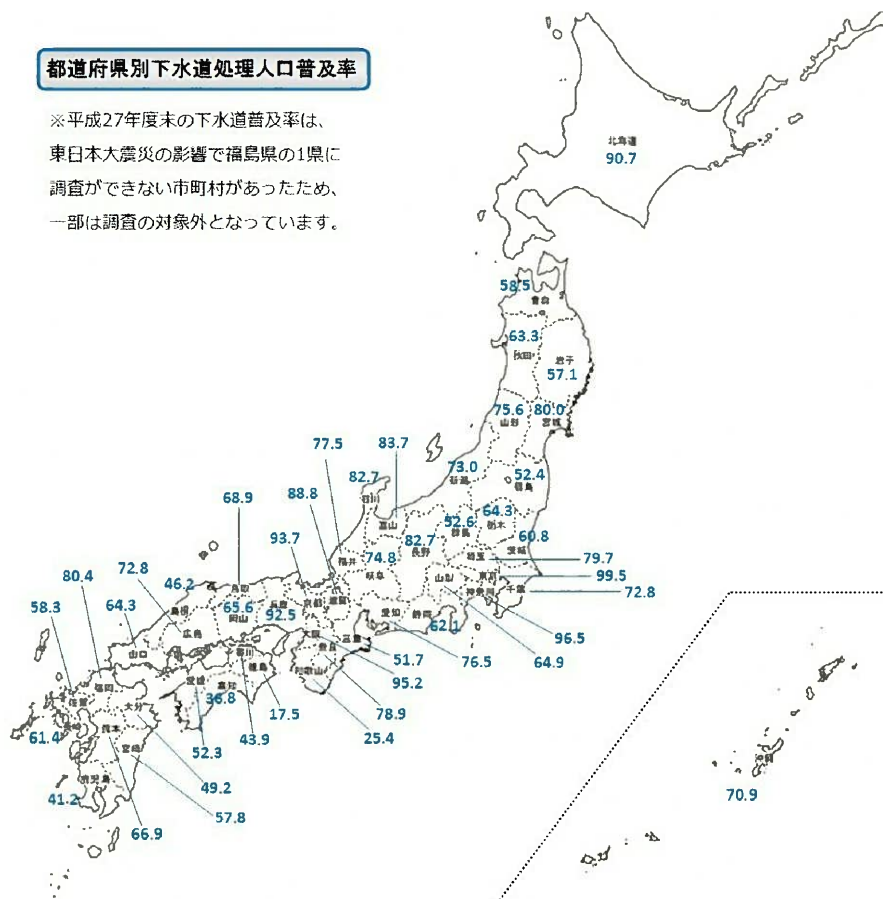 都道府県別下水道処理人口普及率
※平成27年度末の下水道普及率は、
東日本大震災の影響で福島県の1県に
調査ができない市町村があったため、
一部は調査の対象外となっています。
北海道
90.7
58.5
青森
63.3
秋田
岩手
57.1
75.6
80.0
山形
宮城
77.5
83.7
73.0
新潟
52.4
福島
82.7
石川
68.9
88.8
富山
64.3
栃木
52.6
群馬
60.8
茨城
93.7
82.7
長野
福井
74.8
岐阜
埼玉
79.7
72.8
80.4
46.2
鳥取
京都
滋賀
山梨
東京
99.5
神奈川
千葉
72.8
58.3
64.3
島根
65.6
岡山
兵庫
92.5
愛知
静岡
62.1
96.5
広島
山口
大阪
奈良
三重
51.7
76.5
64.9
香川
徳島
和歌山
95.2
福岡
愛媛
高知
36.8
78.9
佐賀
大分
17.5
25.4
長崎
61.4
熊本
宮崎
52.3
43.9
鹿児島
41.2
49.2
57.8
66.9
沖縄
70.9